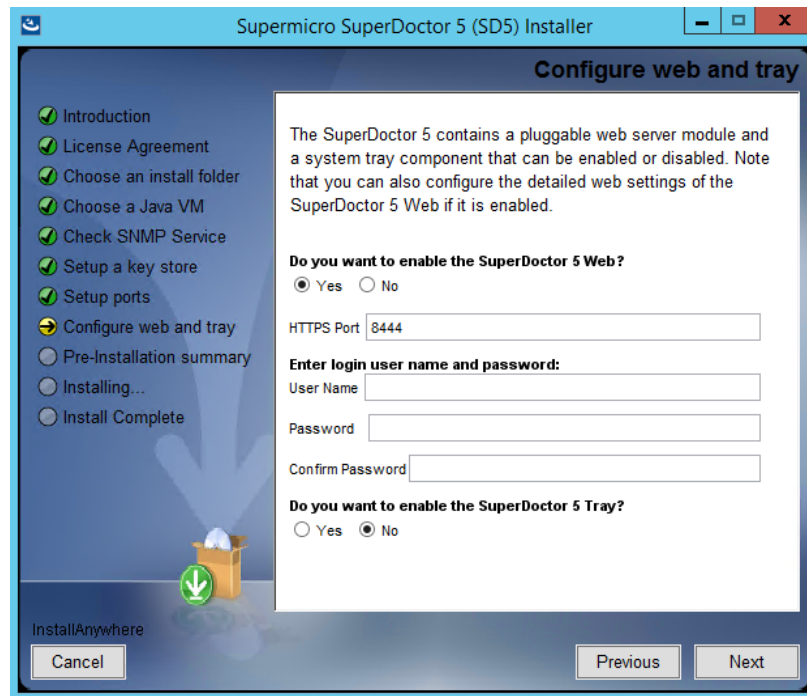 Supermicro SuperDoctor 5 (SD5) Installer
Configure web and tray
Introduction
License Agreement
Choose an install folder
Choose a Java VM
Check SNMP Service
Setup a key store
Setup ports
Configure web and tray
Pre-Installation summary
Installing...
Install Complete
The SuperDoctor 5 contains a pluggable web server module and
a system tray component that can be enabled or disabled. Note
that you can also configure the detailed web settings of the
SuperDoctor 5 Web if it is enabled.
Do you want to enable the SuperDoctor 5 Web?
Yes No
HTTPS Port 8444
Enter login user name and password:
User Name
Password
Confirm Password
Do you want to enable the SuperDoctor 5 Tray?
Yes No
InstallAnywhere
Cancel Previous Next